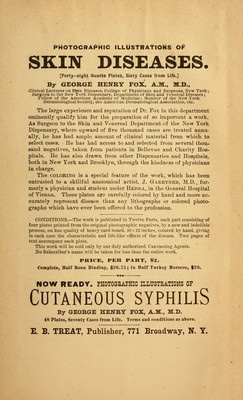 PHOTOGRAPHIC ILLUSTRATIONS OF
SKIN DISEASES.
[Forty-eight Quarto Plates, Sixty Cases from Life.]
By GEORGE HENRY FOX, A.M., M.D.,
Clinical Lecturer on Skin Diseases, College of Physicians and Surgeons, New York;
Surgeon to the New York Dispensary, Department of Skin and Venereal Diseases;
Fellow of the American Academy of Medicine; Member of the New York
Dermatological Society, the American Dermatological Association, etc.
The large experience and reputation of Dr. Fox in this department
eminently qualify him for the preparation of so important a work.
As Surgeon to the Skin and Venereal Department of the New York
Dispensary, where upward of five thousand cases are treated annu-
ally, he has had ample amount of clinical material from which to
select cases. He has had access to and selected from several thou-
sand negatives, taken from patients in Bellevue and Charity Hos-
pitals. He has also drawn from other Dispensaries and Hospitals,
both in New York and Brooklyn, through the kindness of physicians
in charge.
The COLORING is a special feature of the work, which has been
entrusted to a skillful anatomical artist, J. GAERTNER, M.D., for-
merly a physician and student under HEBRA, in the General Hospital
of Vienna. These plates are carefully colored by hand and more ac-
curately represent disease than any lithographs or colored photo-
graphs which have ever been offered to the profession.
CONDITIONS.—The work is published in Twelve Parts, each part consisting of
four plates printed from the original photographic negatives, by a new and indelible
process, on fine quality of heavy card-board, 10 x 12 inches, colored by hand, giving
in each case the characteristic and life-like effects of the disease. Two pages of
text accompany each plate.
This work will be sold only by our duly authorized Canvassing Agents.
No Subscriber's name will be taken for less than the entire work.
PRICE, PER PART, $2.
Complete, Half Roan Binding, $26.75; in Half Turkey Morocco, $28.
NOW READY. PHOTOGRAPHIC ILLUSTRATIONS OF
CUTANEOUS SYPHILIS
By GEORGE HENRY FOX, A.M., M.D.
48 Plates, Seventy Cases from Life. Terms and conditions as above.
E. B. TREAT, Publisher, 771 Broadway, N. Y.